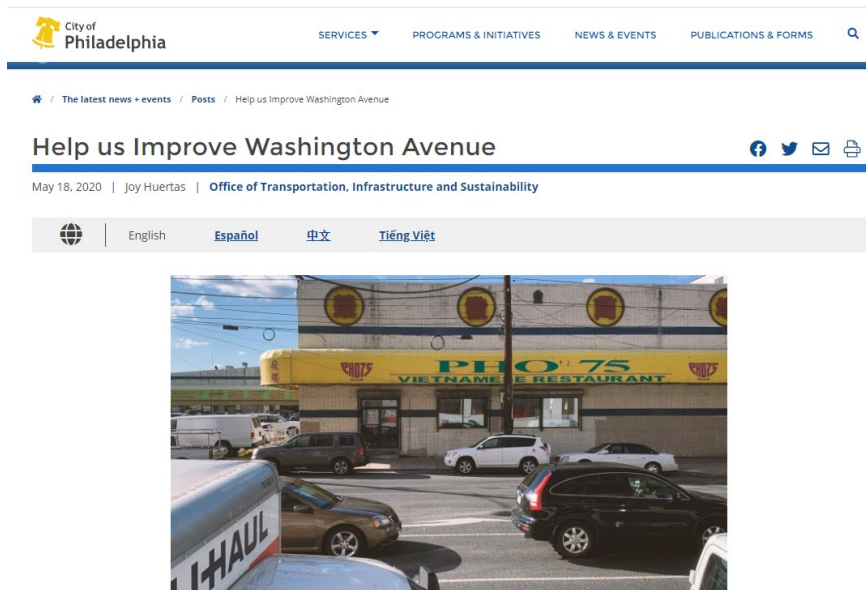 City of
Philadelphia
SERVICES
PROGRAMS & INITIATIVES
NEWS & EVENTS
PUBLICATIONS & FORMS
/ The latest news + events / Posts / Help us Improve Washington Avenue
Help us Improve Washington Avenue
May 18, 2020 | Joy Huertas | Office of Transportation, Infrastructure and Sustainability
English Español 中文 Tiếng Việt
PHO75
PHO' 75
VIETNAMESE RESTAURANT
PHO75
U-HAUL